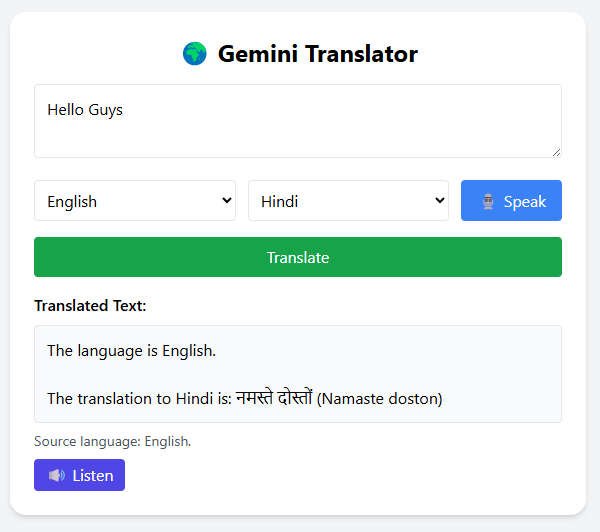 🌍 Gemini Translator
Hello Guys
English Hindi 🎙️ Speak
Translate
Translated Text:
The language is English.
The translation to Hindi is: नमस्ते दोस्तों (Namaste doston)
Source language: English.
🔊 Listen